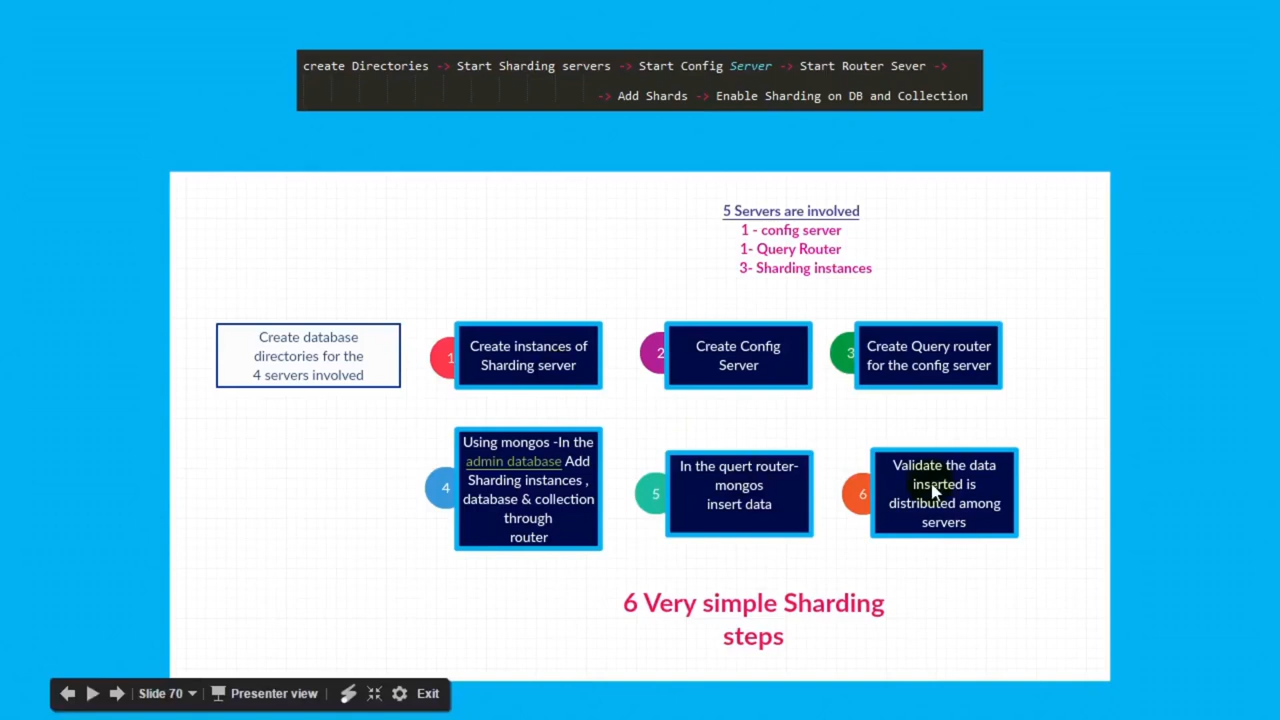 create Directories -> Start Sharding servers -> Start Config Server -> Start Router Sever ->
-> Add Shards -> Enable Sharding on DB and Collection
5 Servers are involved
1 - config server
1- Query Router
3- Sharding instances
Create database
directories for the
4 servers involved
1
Create instances of
Sharding server
2
Create Config
Server
3
Create Query router
for the config server
4
Using mongos -In the
admin database Add
Sharding instances ,
database & collection
through
router
5
In the quert router-
mongos
insert data
6
Validate the data
inserted is
distributed among
servers
6 Very simple Sharding
steps
Slide 70
Presenter view
Exit